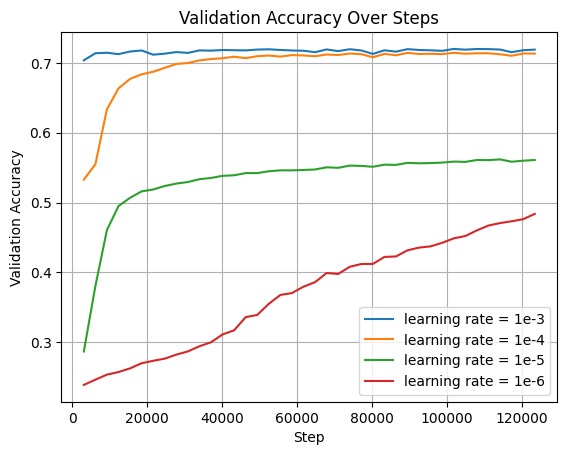 Validation Accuracy Over Steps
Validation Accuracy
0.7
0.6
0.5
0.4
0.3
learning rate = 1e-3
learning rate = 1e-4
learning rate = 1e-5
learning rate = 1e-6
0 20000 40000 60000 80000 100000 120000
Step